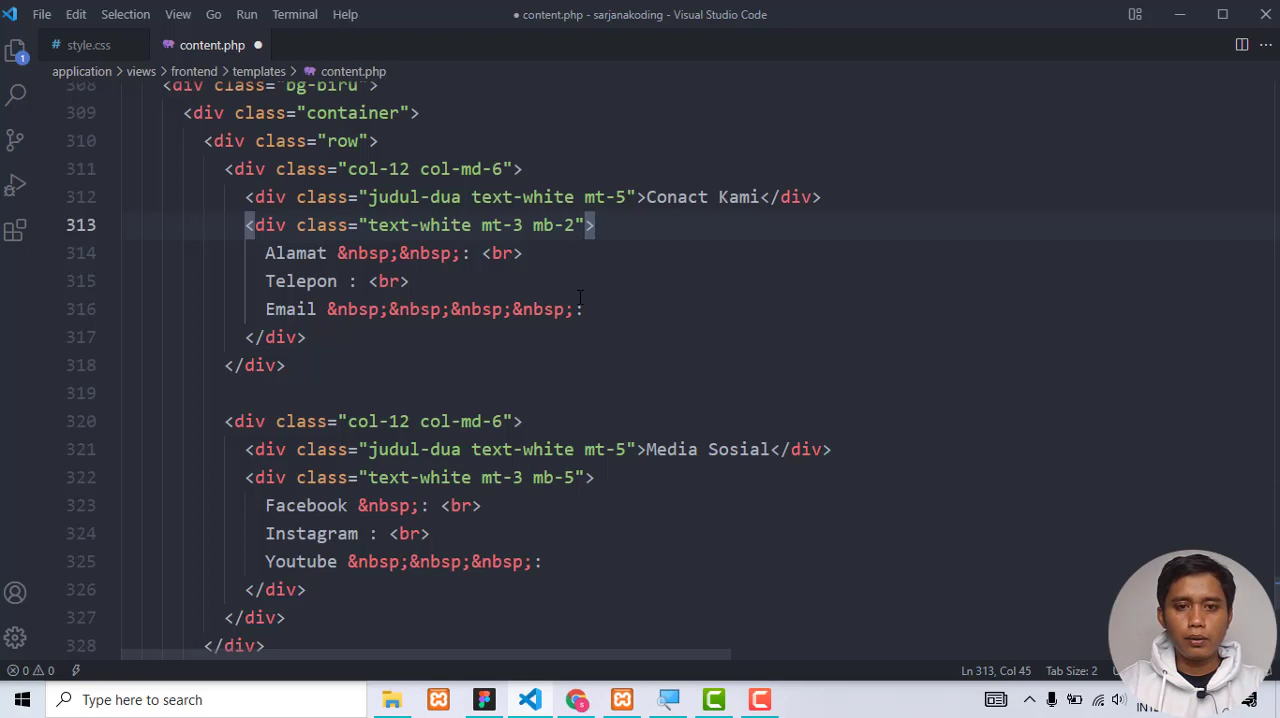 File Edit Selection View Go Run Terminal Help ● content.php - sarjanakoding - Visual Studio Code
# style.css content.php ●
1
application > views > frontend > templates > content.php
308 <div class="bg-biru">
309 <div class="container">
310 <div class="row">
311 <div class="col-12 col-md-6">
312 <div class="judul-dua text-white mt-5">Conact Kami</div>
313 <div class="text-white mt-3 mb-2">
314 Alamat &nbsp;&nbsp;: <br>
315 Telepon : <br>
316 Email &nbsp;&nbsp;&nbsp;&nbsp;:
317 </div>
318 </div>
319
320 <div class="col-12 col-md-6">
321 <div class="judul-dua text-white mt-5">Media Sosial</div>
322 <div class="text-white mt-3 mb-5">
323 Facebook &nbsp;: <br>
324 Instagram : <br>
325 Youtube &nbsp;&nbsp;&nbsp;:
326 </div>
327 </div>
328 </div>
0 0 Ln 313, Col 45 Tab Size: 2
Type here to search